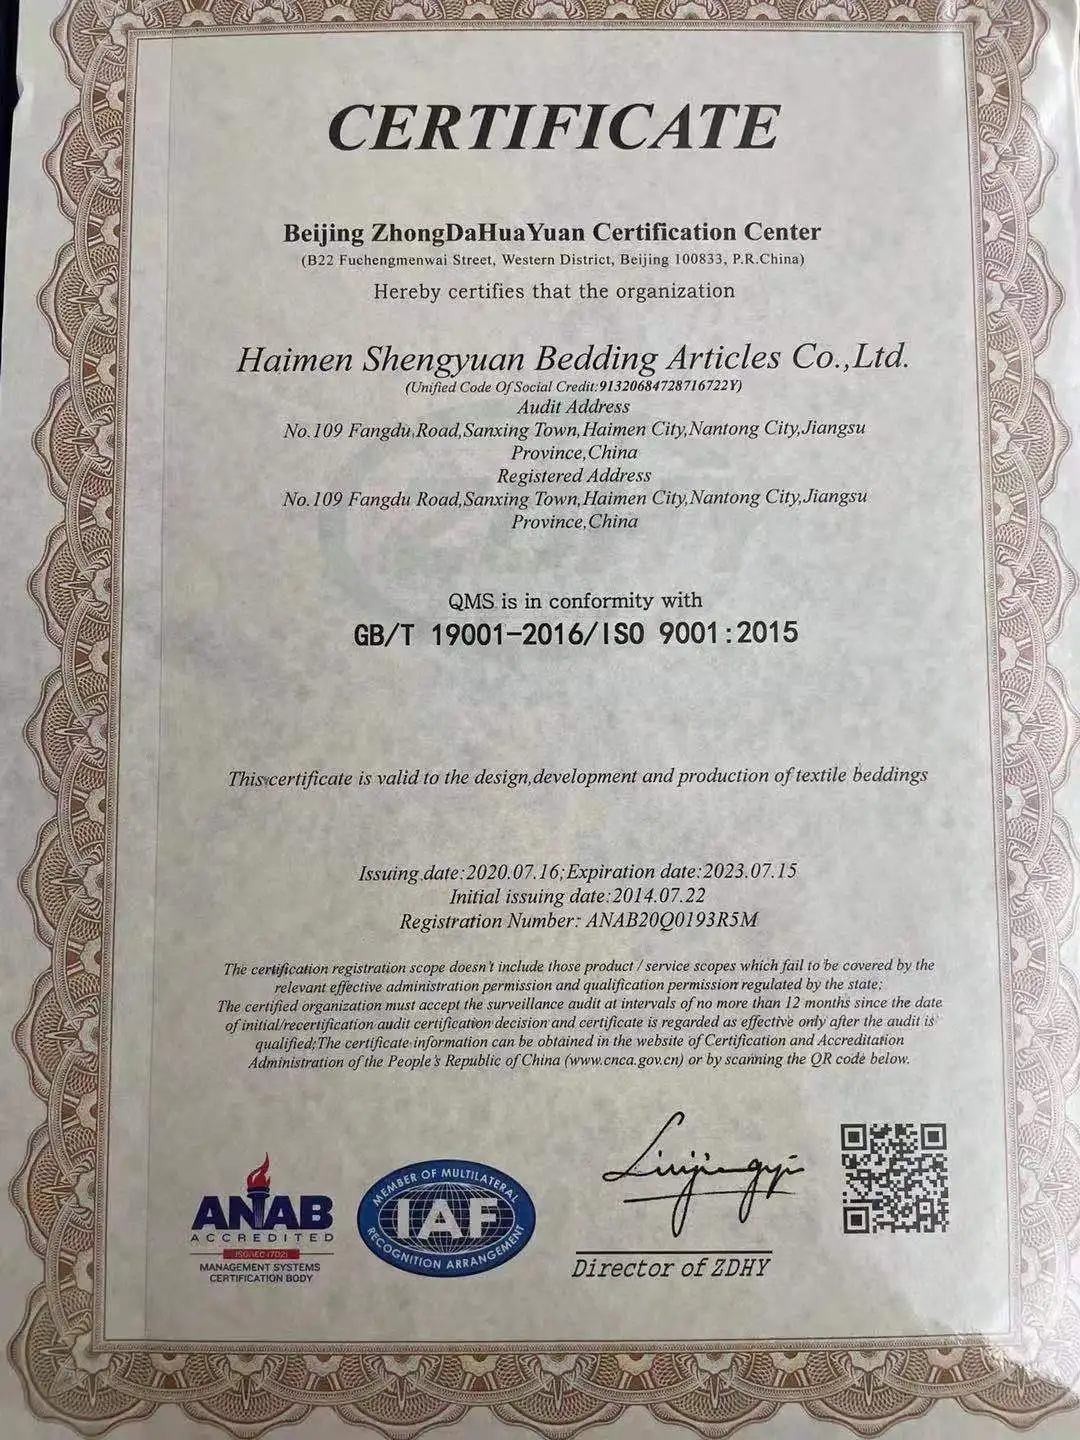 CERTIFICATE
Beijing ZhongDaHuaYuan Certification Center
(B22 Fuchengmenwai Street, Western District, Beijing 100833, P.R.China)
Hereby certifies that the organization
Haimen Shengyuan Bedding Articles Co.,Ltd.
(Unified Code Of Social Credit:91320684728716722Y)
Audit Address
No.109 Fangdu Road,Sanxing Town,Haimen City,Nantong City,Jiangsu
Province,China
Registered Address
No.109 Fangdu Road,Sanxing Town,Haimen City,Nantong City,Jiangsu
Province,China
QMS is in conformity with
GB/T 19001-2016/ISO 9001:2015
This certificate is valid to the design,development and production of textile beddings
Issuing date:2020.07.16;Expiration date:2023.07.15
Initial issuing date:2014.07.22
Registration Number: ANAB20Q0193R5M
The certification registration scope doesn't include those product / service scopes which fail to be covered by the
relevant effective administration permission and qualification permission regulated by the state;
The certified organization must accept the surveillance audit at intervals of no more than 12 months since the date
of initial/recertification audit certification decision and certificate is regarded as effective only after the audit is
qualified;The certificate information can be obtained in the website of Certification and Accreditation
Administration of the People's Republic of China (www.cnca.gov.cn) or by scanning the QR code below.
ANAB
ACCREDITED
ISO/IEC 17021
MANAGEMENT SYSTEMS
CERTIFICATION BODY
MEMBER OF MULTILATERAL
IAF
RECOGNITION ARRANGEMENT
Director of ZDHY